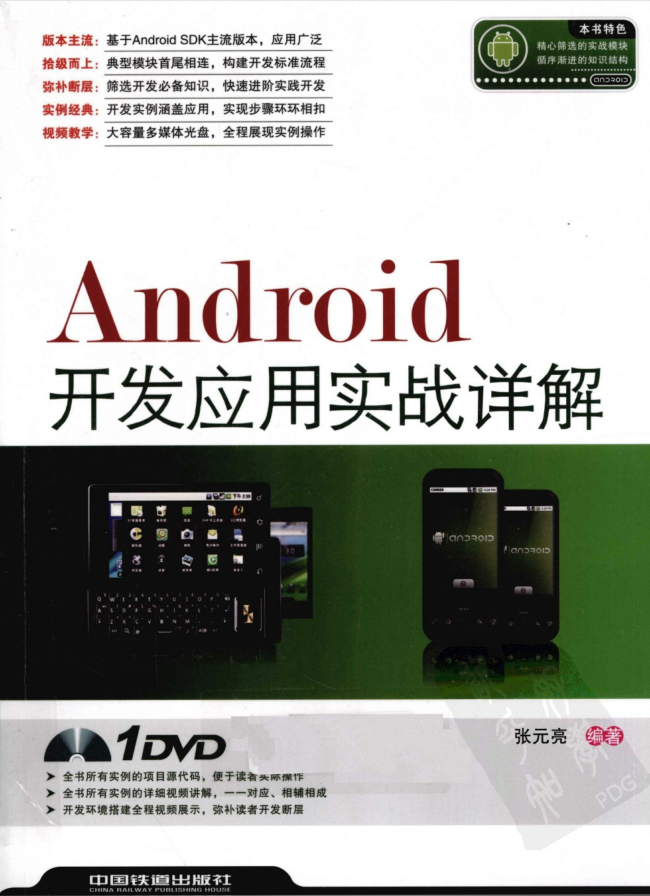 版本主流：基于Android SDK主流版本，应用广泛
拾级而上：典型模块首尾相连，构建开发标准流程
弥补断层：筛选开发必备知识，快速进阶实践开发
实例经典：开发实例涵盖应用，实现步骤环环相扣
视频教学：大容量多媒体光盘，全程展现实例操作
本书特色
精心筛选的实战模块
循序渐进的知识结构
ANDROID
Android
开发应用实战详解
ANDROID
ANDROID
1DVD
张元亮 编著
全书所有实例的项目源代码，便于读者实际操作
全书所有实例的详细视频讲解，一一对应、相辅相成
开发环境搭建全程视频展示，弥补读者开发断层
PDG
中国铁道出版社
CHINA RAILWAY PUBLISHING HOUSE